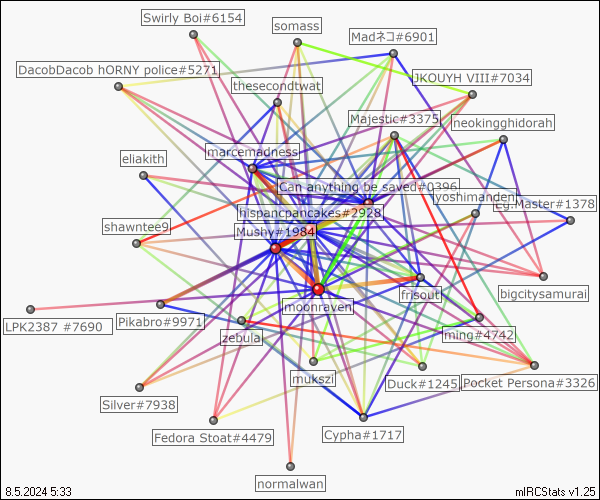 Swirly Boi#6154
somass
Madネコ#6901
DacobDacob hORNY police#5271
thesecondtwat
JKOUYH VIII#7034
Majestic#3375
neokingghidorah
marcemadness
eliakith
Can anything be saved#0396
yoshimanden
Eg.Master#1378
hispancpancakes#2928
shawntee9
Mushy#1984
moonraven
frisout
bigcitysamurai
LPK2387 #7690
Pikabro#9971
zebula
ming#4742
mukszi
Duck#1245
Pocket Persona#3326
Silver#7938
Fedora Stoat#4479
Cypha#1717
normalwan
8.5.2024 5:33
mIRCStats v1.25